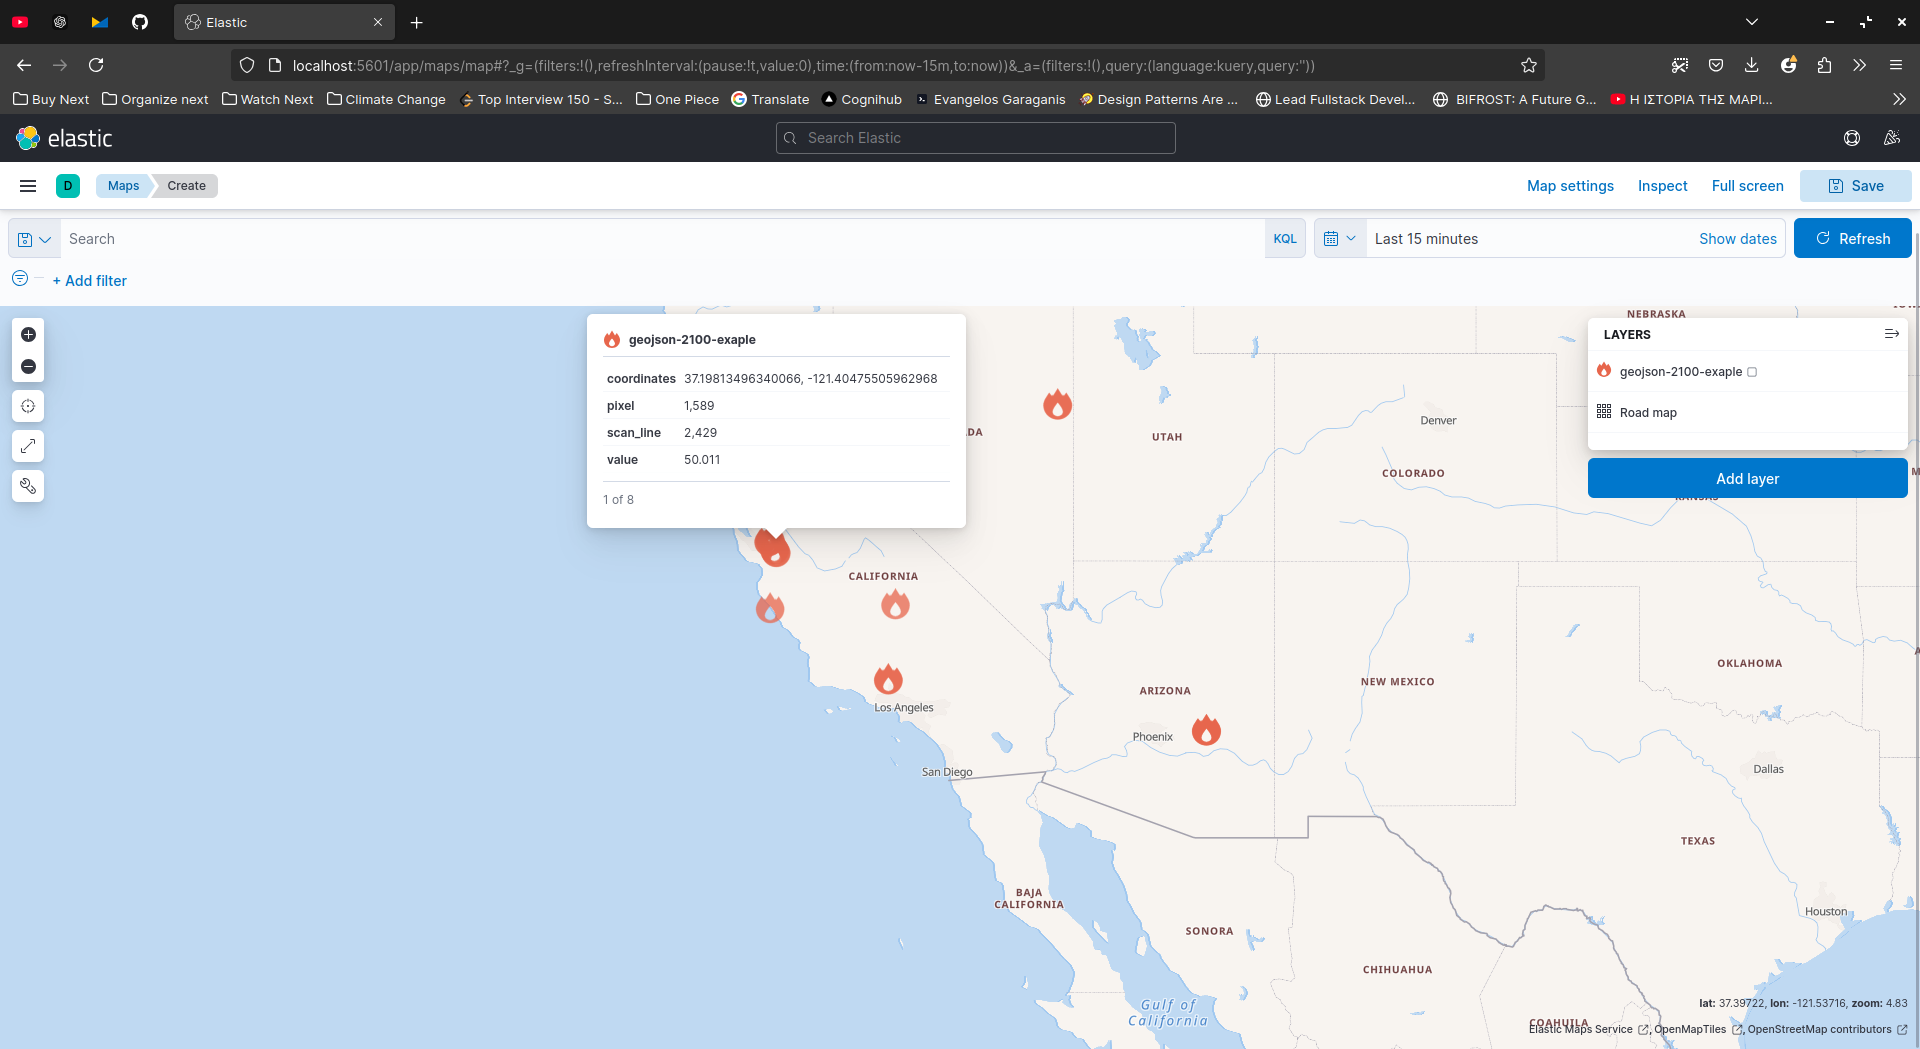 Elastic
localhost:5601/app/maps/map#?_g=(filters:!(),refreshInterval:(pause:!t,value:0),time:(from:now-15m,to:now))&_a=(filters:!(),query:(language:kuery,query:''))
Buy Next Organize next Watch Next Climate Change Top Interview 150 - S... One Piece Translate Cognihub Evangelos Garaganis Design Patterns Are ... Lead Fullstack Devel... BIFROST: A Future G... Η ΙΣΤΟΡΙΑ ΤΗΣ ΜΑΡΙ...
elastic
Search Elastic
D
Maps
Create
Map settings
Inspect
Full screen
Save
Search
KQL
Last 15 minutes
Show dates
Refresh
+ Add filter
geojson-2100-exaple
coordinates 37.19813496340066, -121.40475505962968
pixel 1,589
scan_line 2,429
value 50.011
1 of 8
LAYERS
geojson-2100-exaple
Road map
Add layer
NEBRASKA
DA
UTAH
Denver
COLORADO
KANSAS
CALIFORNIA
OKLAHOMA
NEW MEXICO
ARIZONA
Los Angeles
Phoenix
San Diego
Dallas
TEXAS
BAJA
CALIFORNIA
Houston
SONORA
CHIHUAHUA
Gulf of
California
COAHUILA
lat: 37.39722, lon: -121.53716, zoom: 4.83
Elastic Maps Service , OpenMapTiles , OpenStreetMap contributors